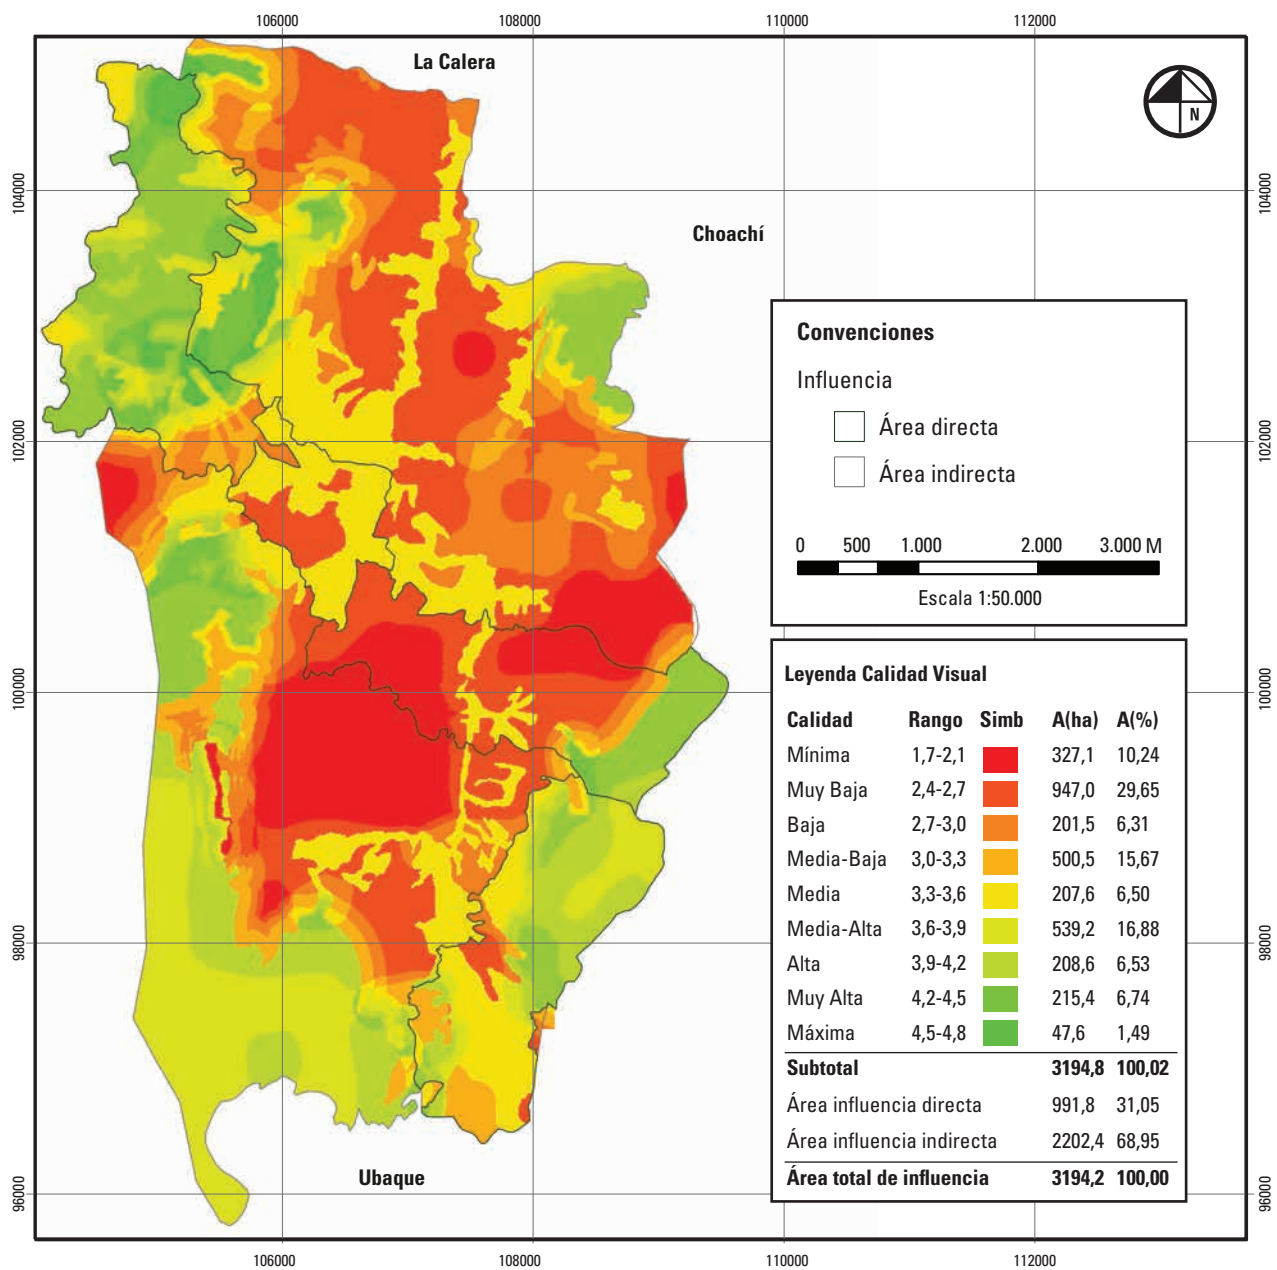 106000 108000 110000 112000
La Calera
N
104000 104000
Choachí
Convenciones
Influencia
Área directa
Área indirecta
102000 102000
0 500 1.000 2.000 3.000 M
Escala 1:50.000
Leyenda Calidad Visual
100000 100000
Calidad Rango Simb A(ha) A(%)
Mínima 1,7-2,1 327,1 10,24
Muy Baja 2,4-2,7 947,0 29,65
Baja 2,7-3,0 201,5 6,31
Media-Baja 3,0-3,3 500,5 15,67
Media 3,3-3,6 207,6 6,50
Media-Alta 3,6-3,9 539,2 16,88
98000 98000
Alta 3,9-4,2 208,6 6,53
Muy Alta 4,2-4,5 215,4 6,74
Máxima 4,5-4,8 47,6 1,49
Subtotal 3194,8 100,02
Área influencia directa 991,8 31,05
Área influencia indirecta 2202,4 68,95
Área total de influencia 3194,2 100,00
Ubaque
96000 96000
106000 108000 110000 112000